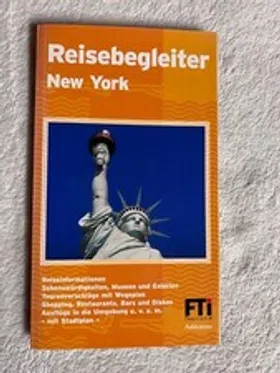 Reisebegleiter
New York
Reiseinformationen
Sehenswürdigkeiten, Museen und Galerien
Tourenvorschläge mit Wegeplan
Shopping, Restaurants, Bars und Diskos
Ausflüge in die Umgebung u. v. a. m.
- mit Stadtplan -
FTi